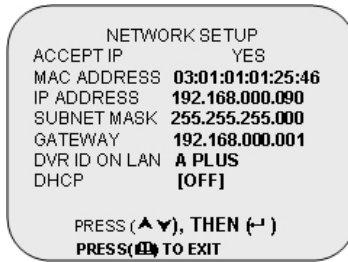 NETWORK SETUP
ACCEPT IP YES
MAC ADDRESS 03:01:01:01:25:46
IP ADDRESS 192.168.000.090
SUBNET MASK 255.255.255.000
GATEWAY 192.168.000.001
DVR ID ON LAN A PLUS
DHCP [OFF]
PRESS (▲▼), THEN (↵)
PRESS(🕮) TO EXIT